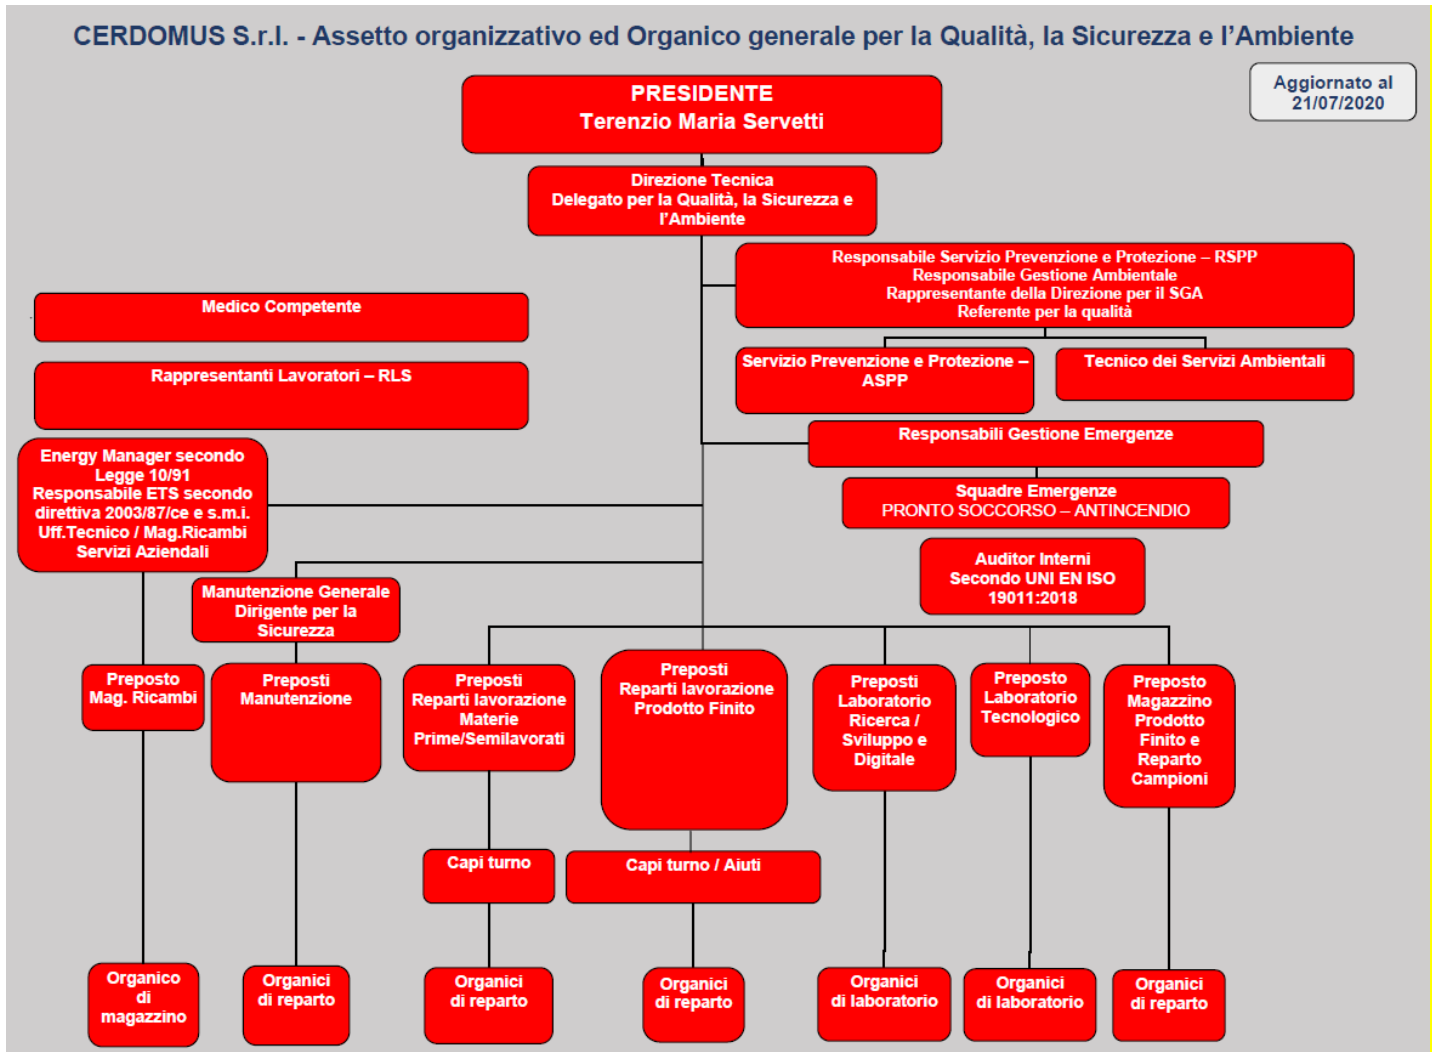 CERDOMUS S.r.l. - Assetto organizzativo ed Organico generale per la Qualità, la Sicurezza e l'Ambiente
Aggiornato al
21/07/2020
PRESIDENTE
Terenzio Maria Servetti
Direzione Tecnica
Delegato per la Qualità, la Sicurezza e
l'Ambiente
Responsabile Servizio Prevenzione e Protezione – RSPP
Responsabile Gestione Ambientale
Rappresentante della Direzione per il SGA
Referente per la qualità
Medico Competente
Servizio Prevenzione e Protezione –
ASPP
Tecnico dei Servizi Ambientali
Rappresentanti Lavoratori – RLS
Responsabili Gestione Emergenze
Energy Manager secondo
Legge 10/91
Responsabile ETS secondo
direttiva 2003/87/ce e s.m.i.
Uff.Tecnico / Mag.Ricambi
Servizi Aziendali
Squadre Emergenze
PRONTO SOCCORSO – ANTINCENDIO
Auditor Interni
Secondo UNI EN ISO
19011:2018
Manutenzione Generale
Dirigente per la
Sicurezza
Preposto
Mag. Ricambi
Preposti
Manutenzione
Preposti
Reparti lavorazione
Materie
Prime/Semilavorati
Preposti
Reparti lavorazione
Prodotto Finito
Preposti
Laboratorio
Ricerca /
Sviluppo e
Digitale
Preposto
Laboratorio
Tecnologico
Preposto
Magazzino
Prodotto
Finito e
Reparto
Campioni
Capi turno
Capi turno / Aiuti
Organico
di
magazzino
Organici
di reparto
Organici
di reparto
Organici
di reparto
Organici
di laboratorio
Organici
di laboratorio
Organici
di reparto